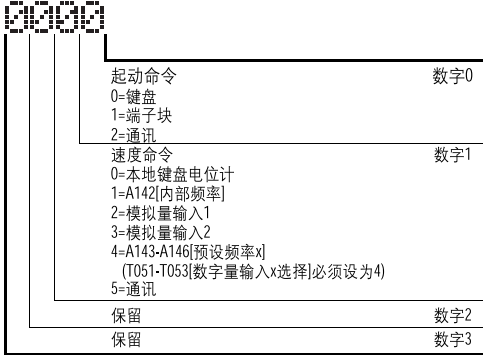 0000
起动命令 数字0
0=键盘
1=端子块
2=通讯
速度命令 数字1
0=本地键盘电位计
1=A142[内部频率]
2=模拟量输入1
3=模拟量输入2
4=A143-A146[预设频率x]
(T051-T053[数字量输入x选择]必须设为4)
5=通讯
保留 数字2
保留 数字3